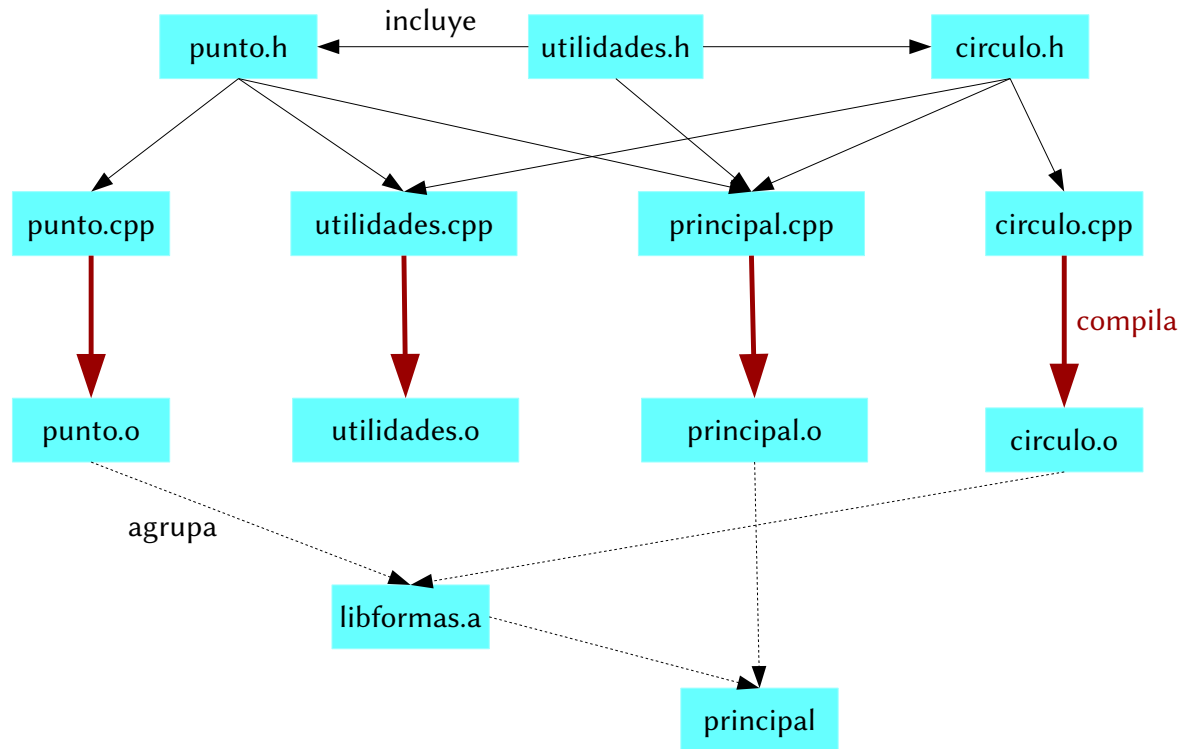 incluye
punto.h
utilidades.h
circulo.h
punto.cpp
utilidades.cpp
principal.cpp
circulo.cpp
compila
punto.o
utilidades.o
principal.o
circulo.o
agrupa
libformas.a
principal